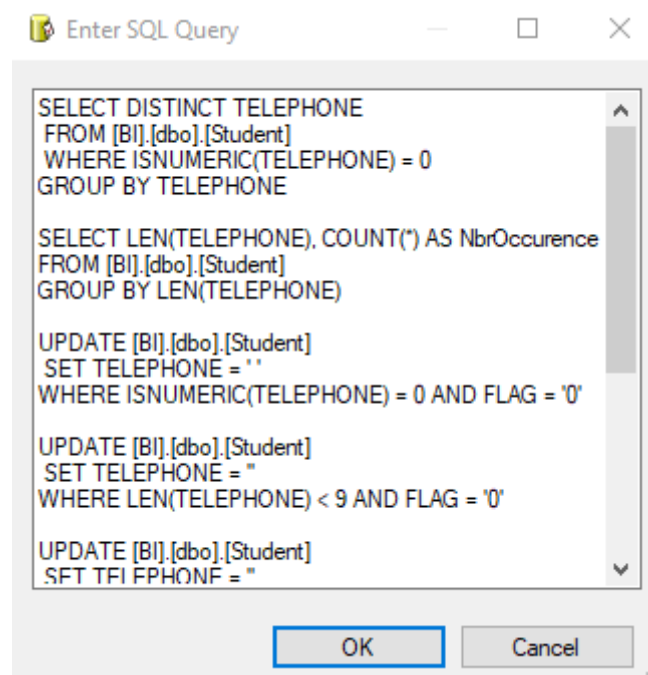 Enter SQL Query
SELECT DISTINCT TELEPHONE
FROM [BI].[dbo].[Student]
WHERE ISNUMERIC(TELEPHONE) = 0
GROUP BY TELEPHONE
SELECT LEN(TELEPHONE), COUNT(*) AS NbrOccurence
FROM [BI].[dbo].[Student]
GROUP BY LEN(TELEPHONE)
UPDATE [BI].[dbo].[Student]
SET TELEPHONE = ' '
WHERE ISNUMERIC(TELEPHONE) = 0 AND FLAG = '0'
UPDATE [BI].[dbo].[Student]
SET TELEPHONE = ''
WHERE LEN(TELEPHONE) < 9 AND FLAG = '0'
UPDATE [BI].[dbo].[Student]
SET TELEPHONE = ''
OK
Cancel